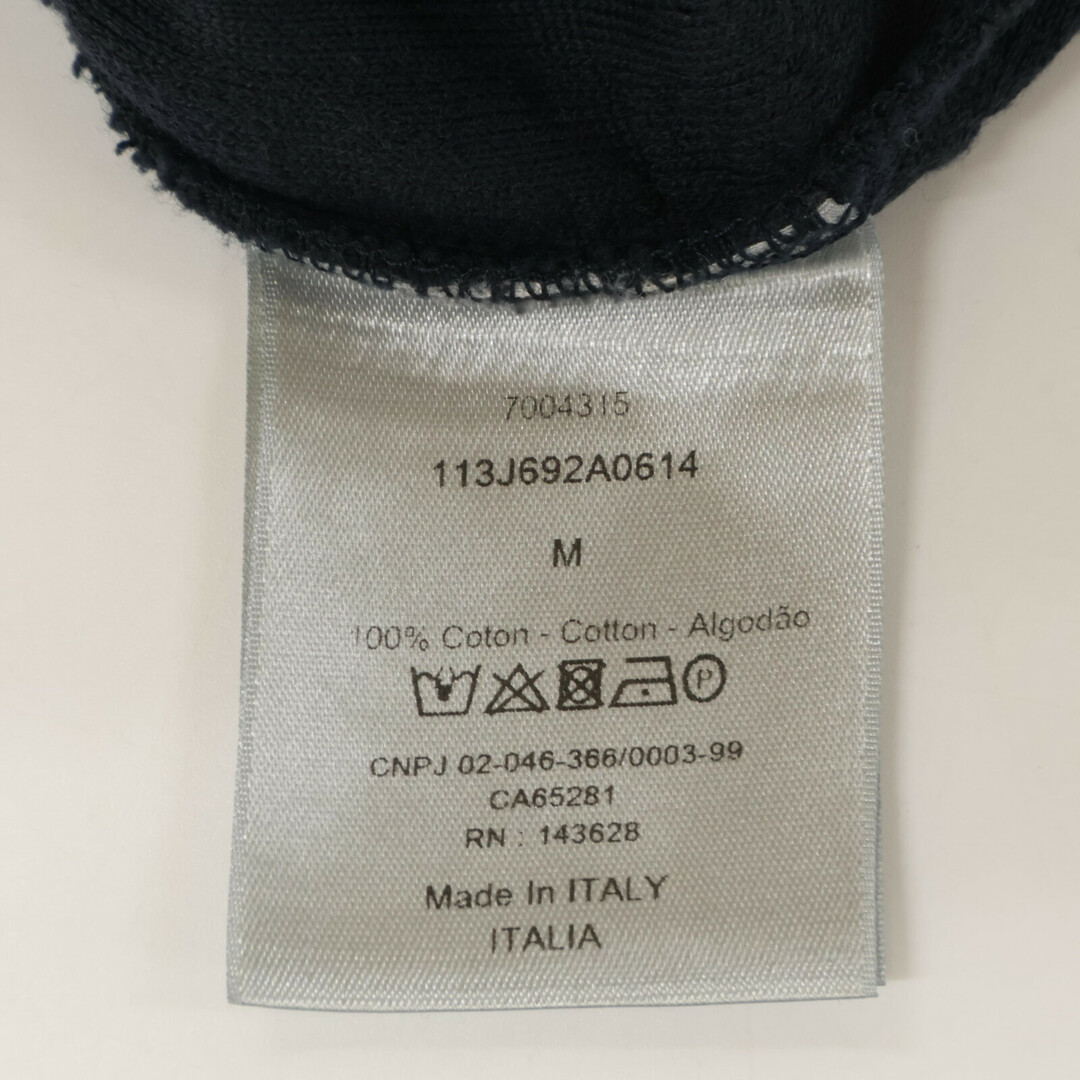 7004315
113J692A0614
M
100% Coton - Cotton - Algodão
P
CNPJ 02-046-366/0003-99
CA65281
RN : 143628
Made In ITALY
ITALIA